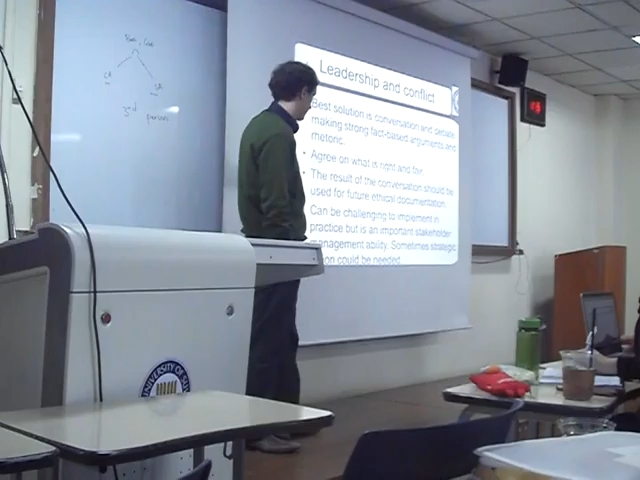 3rd person
Leadership and conflict
Best solution is conversation and debate
making strong fact-based arguments and
rhetoric.
• Agree on what is right and fair.
• The result of the conversation should be
used for future ethical documentation.
Can be challenging to implement in
practice but is an important stakeholder
management ability. Sometimes strategic
could be needed.
UNIVERSITY OF